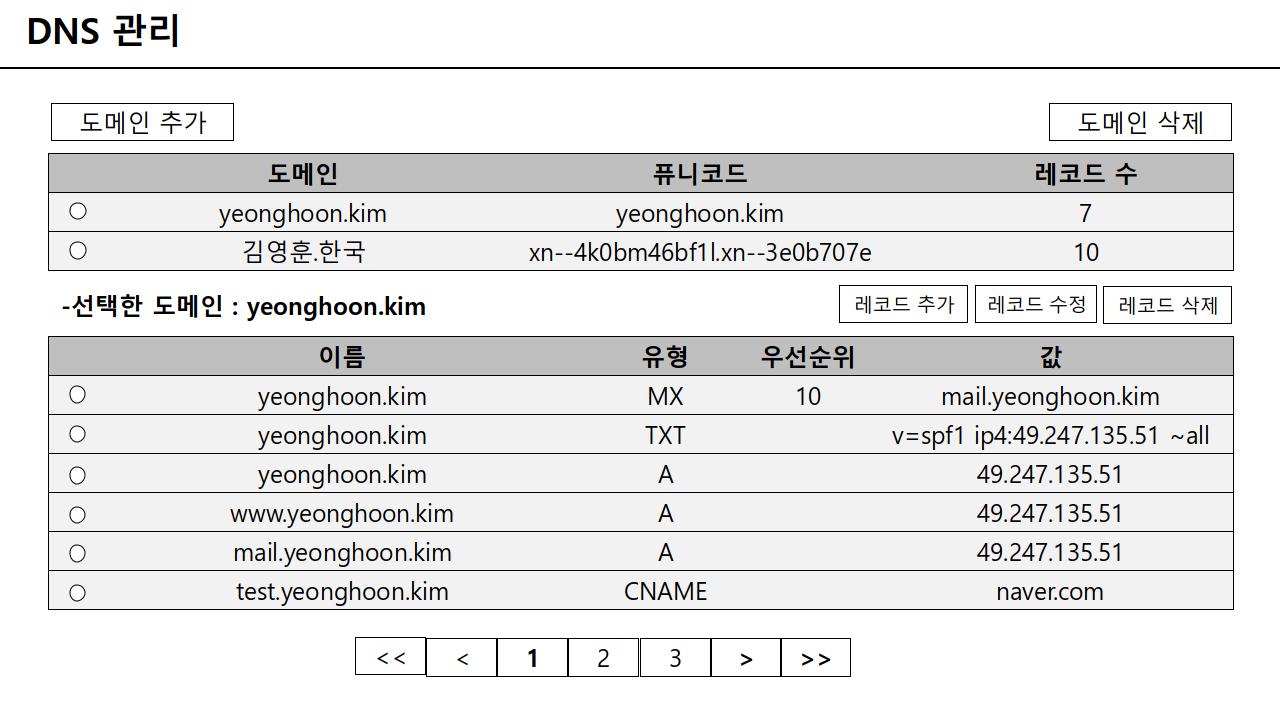 DNS 관리
도메인 추가 도메인 삭제
도메인 퓨니코드 레코드 수
yeonghoon.kim yeonghoon.kim 7
김영훈.한국 xn--4k0bm46bf1l.xn--3e0b707e 10
-선택한 도메인 : yeonghoon.kim 레코드 추가 레코드 수정 레코드 삭제
이름 유형 우선순위 값
yeonghoon.kim MX 10 mail.yeonghoon.kim
yeonghoon.kim TXT v=spf1 ip4:49.247.135.51 ~all
yeonghoon.kim A 49.247.135.51
www.yeonghoon.kim A 49.247.135.51
mail.yeonghoon.kim A 49.247.135.51
test.yeonghoon.kim CNAME naver.com
<< < 1 2 3 > >>